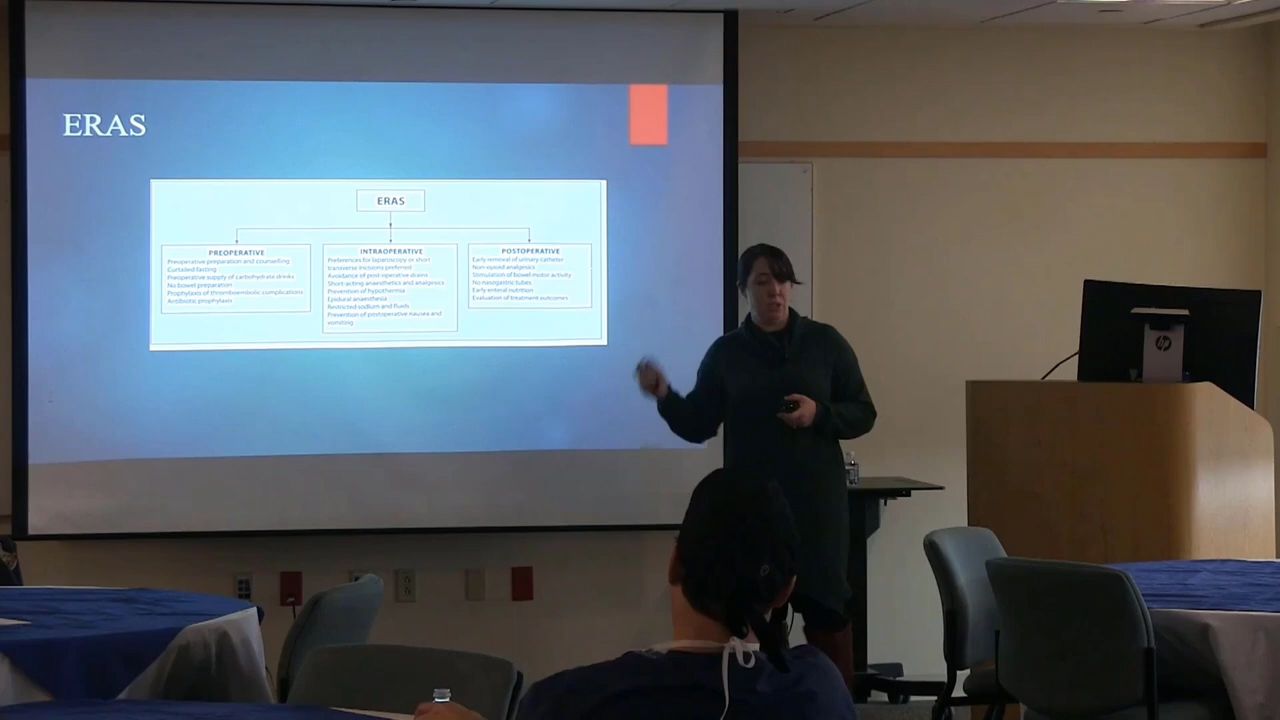 ERAS
ERAS
PREOPERATIVE
Preoperative preparation and counselling
Curtailed fasting
Preoperative supply of carbohydrate drinks
No bowel preparation
Prophylaxis of thromboembolic complications
Antibiotic prophylaxis
INTRAOPERATIVE
Preferences for laparoscopy or short
transverse incisions preferred
Avoidance of post-operative drains
Short-acting anaesthetics and analgesics
Prevention of hypothermia
Epidural anaesthesia
Restricted sodium and fluids
Prevention of postoperative nausea and
vomiting
POSTOPERATIVE
Early removal of urinary catheter
Non-opioid analgesics
Stimulation of bowel motor activity
No nasogastric tubes
Early enteral nutrition
Evaluation of treatment outcomes
hp